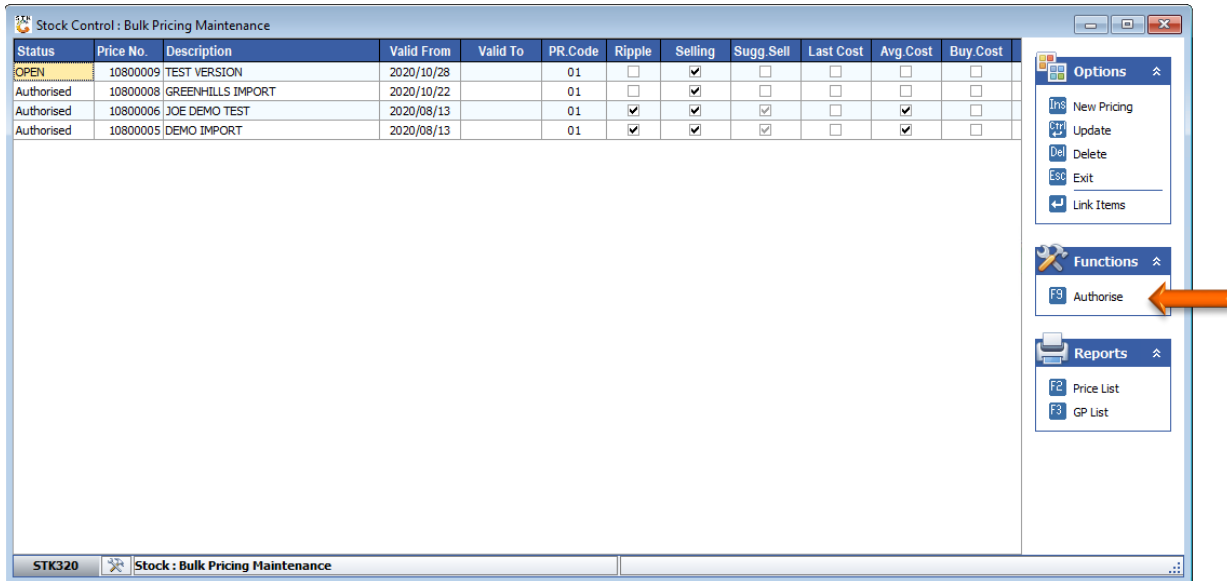 STK Stock Control : Bulk Pricing Maintenance
Status Price No. Description Valid From Valid To PR.Code Ripple Selling Sugg.Sell Last Cost Avg.Cost Buy.Cost
OPEN 10800009 TEST VERSION 2020/10/28 01
Authorised 10800008 GREENHILLS IMPORT 2020/10/22 01
Authorised 10800006 JOE DEMO TEST 2020/08/13 01
Authorised 10800005 DEMO IMPORT 2020/08/13 01
Options
Ins New Pricing
Ctrl Update
Del Delete
Esc Exit
Link Items
Functions
F9 Authorise
Reports
F2 Price List
F3 GP List
STK320 Stock : Bulk Pricing Maintenance